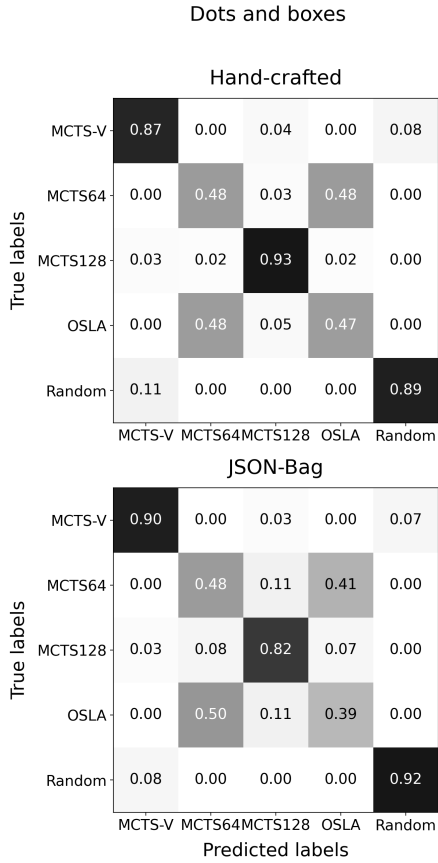 Dots and boxes
Hand-crafted
True labels
MCTS-V 0.87 0.00 0.04 0.00 0.08
MCTS64 0.00 0.48 0.03 0.48 0.00
MCTS128 0.03 0.02 0.93 0.02 0.00
OSLA 0.00 0.48 0.05 0.47 0.00
Random 0.11 0.00 0.00 0.00 0.89
MCTS-V MCTS64 MCTS128 OSLA Random
JSON-Bag
True labels
MCTS-V 0.90 0.00 0.03 0.00 0.07
MCTS64 0.00 0.48 0.11 0.41 0.00
MCTS128 0.03 0.08 0.82 0.07 0.00
OSLA 0.00 0.50 0.11 0.39 0.00
Random 0.08 0.00 0.00 0.00 0.92
MCTS-V MCTS64 MCTS128 OSLA Random
Predicted labels